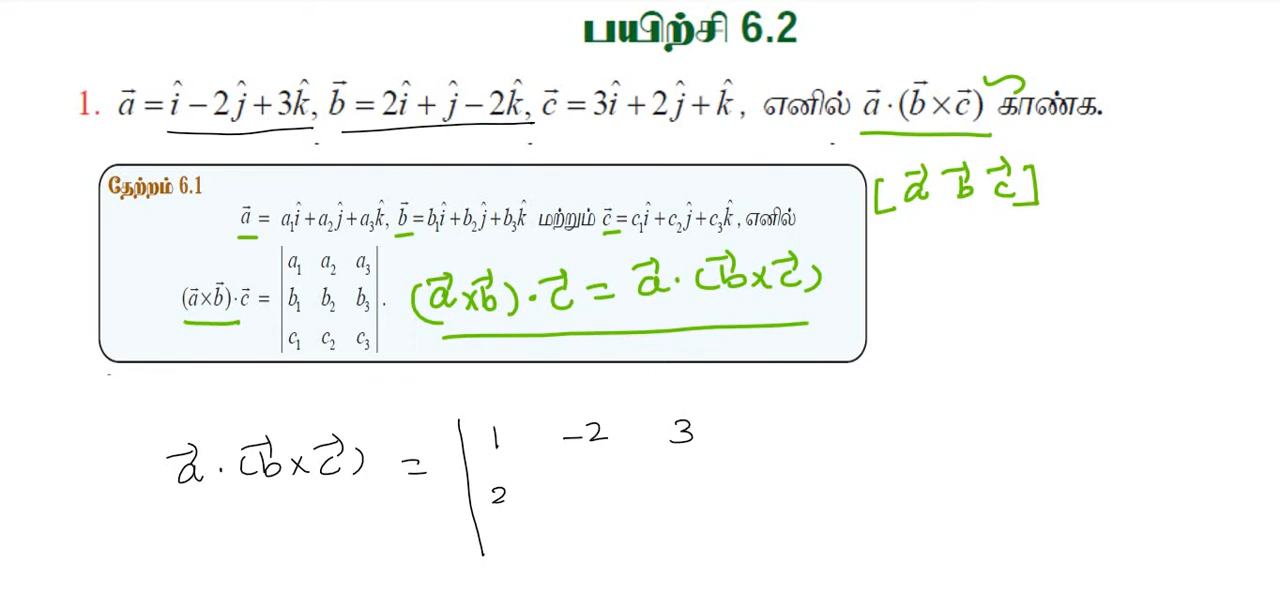 பயிற்சி 6.2
1. a⃗ = î − 2ĵ + 3k̂, b⃗ = 2î + ĵ − 2k̂, c⃗ = 3î + 2ĵ + k̂, எனில் a⃗ · (b⃗ × c⃗) காண்க.
[a⃗ b⃗ c⃗]
தேற்றம் 6.1
a⃗ = a₁î + a₂ĵ + a₃k̂, b⃗ = b₁î + b₂ĵ + b₃k̂ மற்றும் c⃗ = c₁î + c₂ĵ + c₃k̂, எனில்
a₁ a₂ a₃
(a⃗ × b⃗) · c⃗ = | b₁ b₂ b₃ | . (a⃗ × b⃗) · c⃗ = a⃗ · (b⃗ × c⃗)
c₁ c₂ c₃
a⃗ · (b⃗ × c⃗) = | 1 −2 3
2